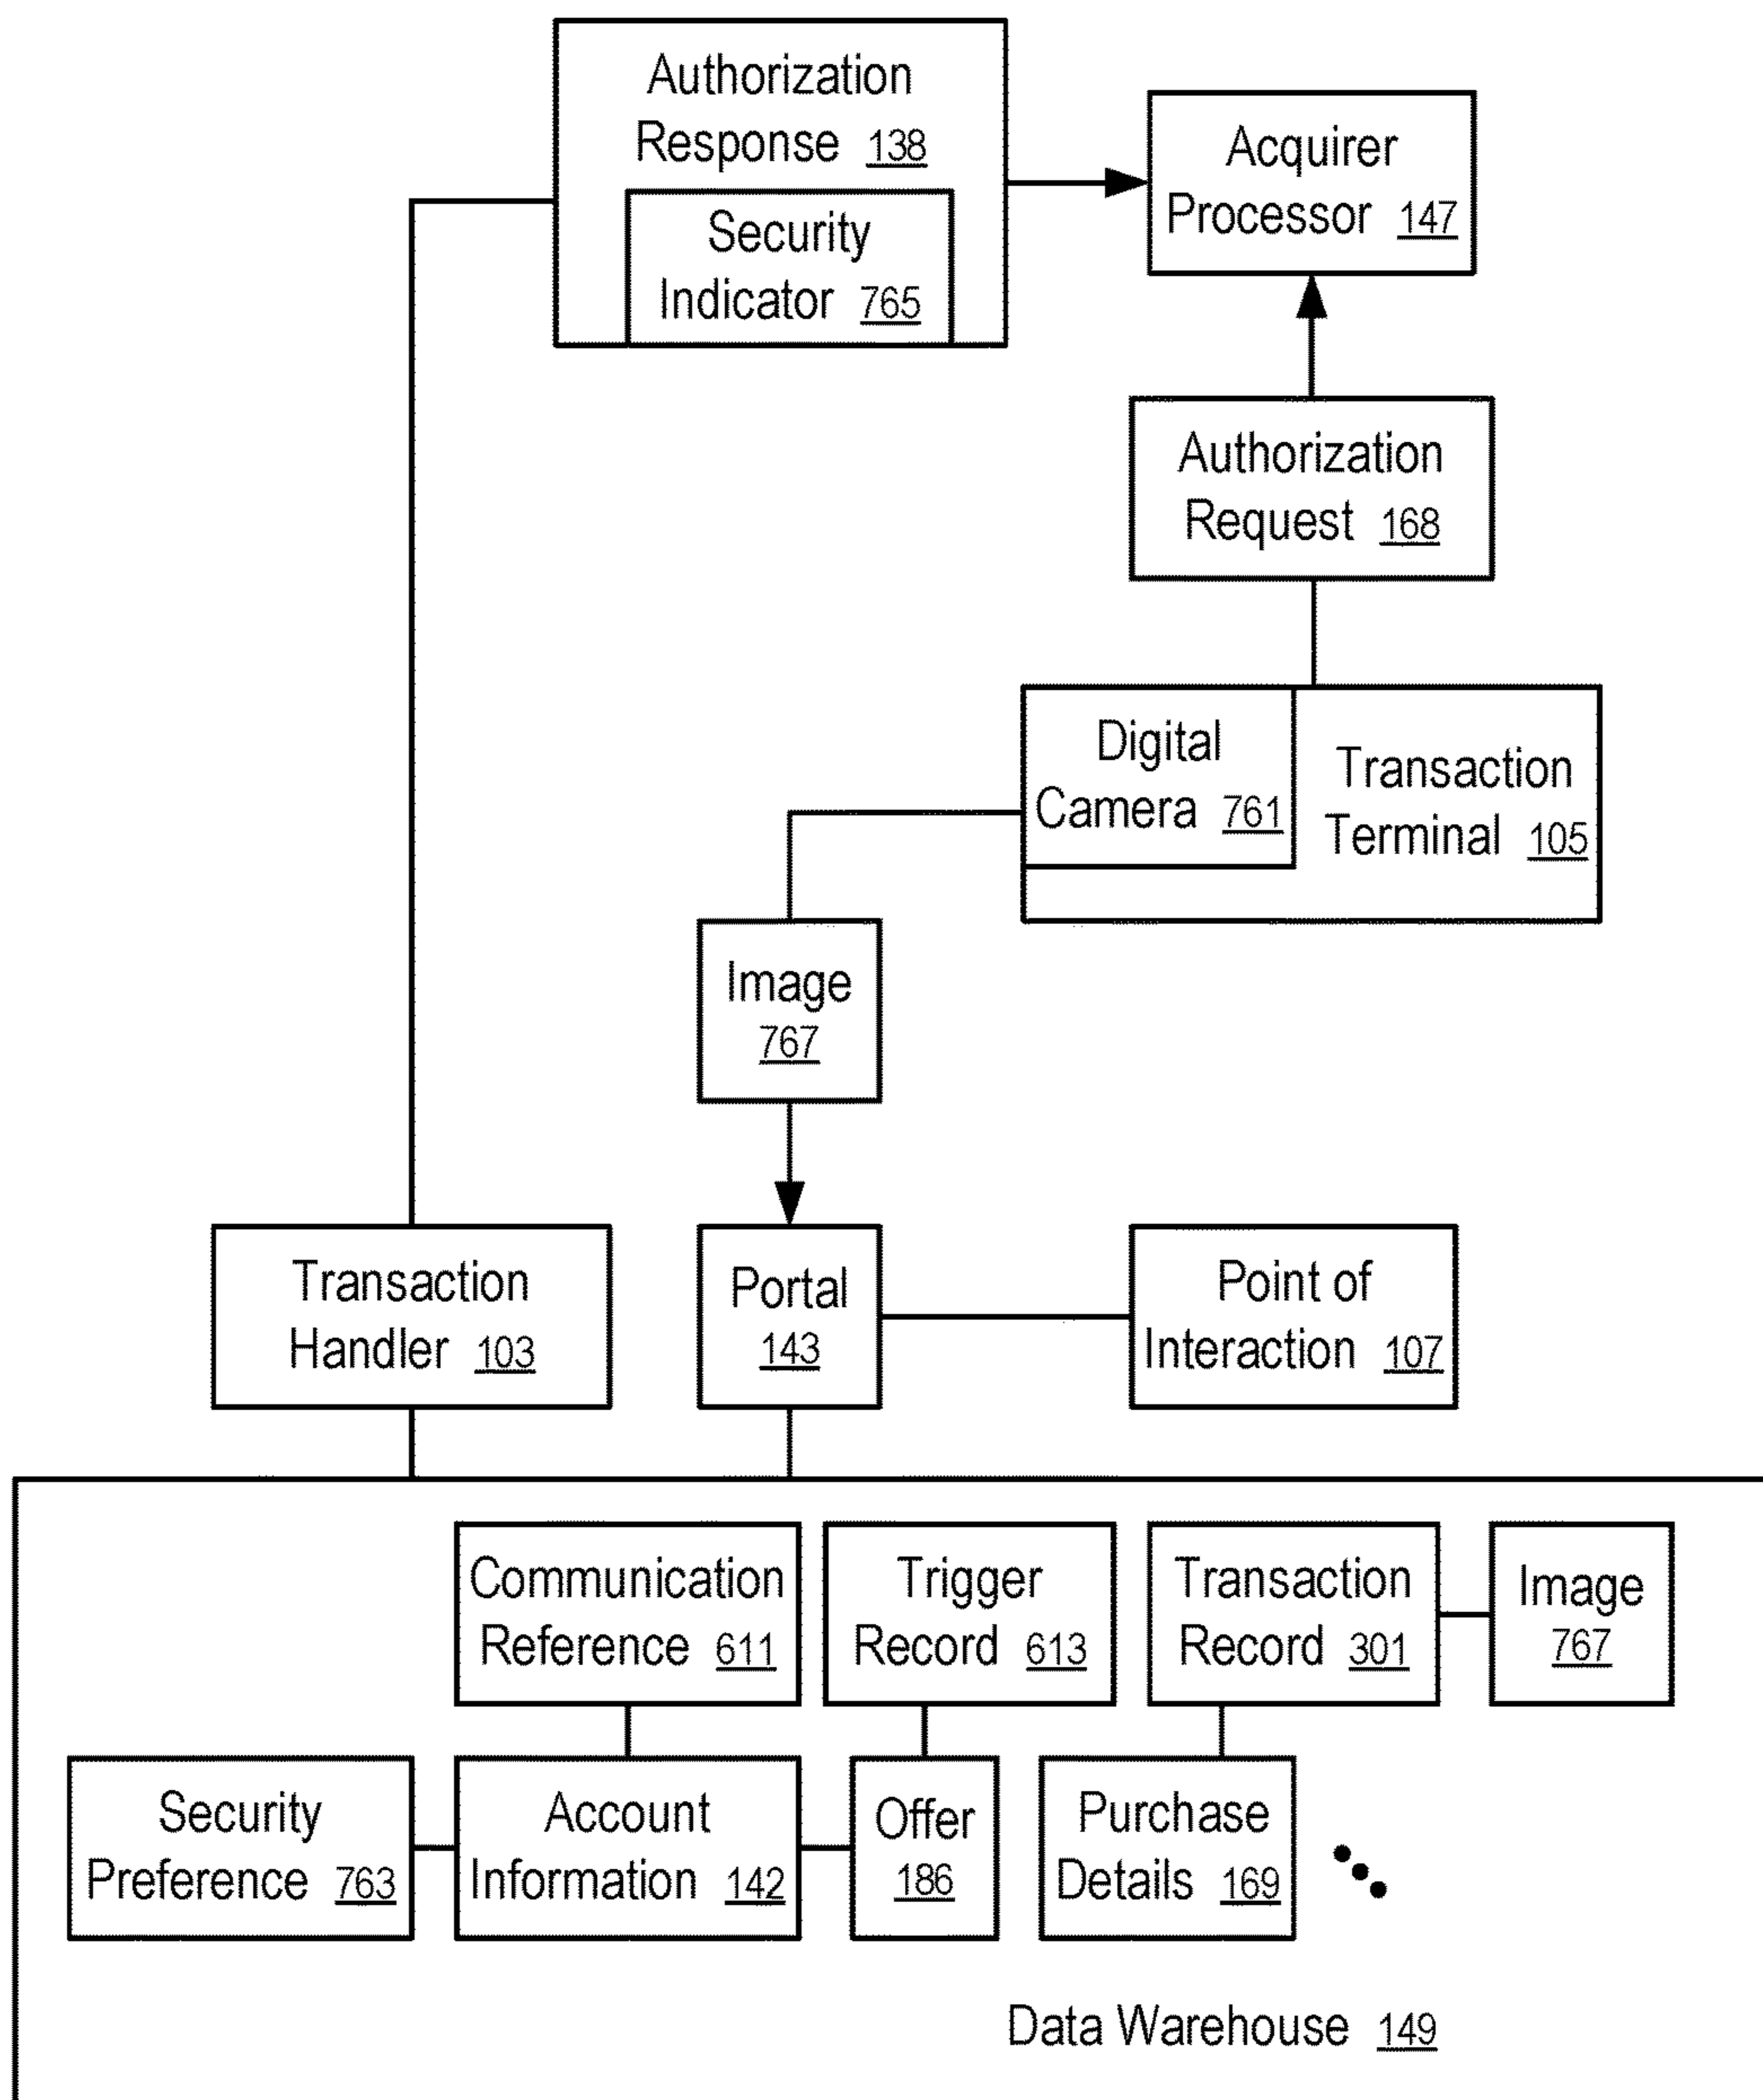 Authorization
Response 138
Security
Indicator 765
Acquirer
Processor 147
Authorization
Request 168
Digital
Camera 761
Transaction
Terminal 105
Image
767
Transaction
Handler 103
Portal
143
Point of
Interaction 107
Communication
Reference 611
Trigger
Record 613
Transaction
Record 301
Image
767
Security
Preference 763
Account
Information 142
Offer
186
Purchase
Details 169
Data Warehouse 149